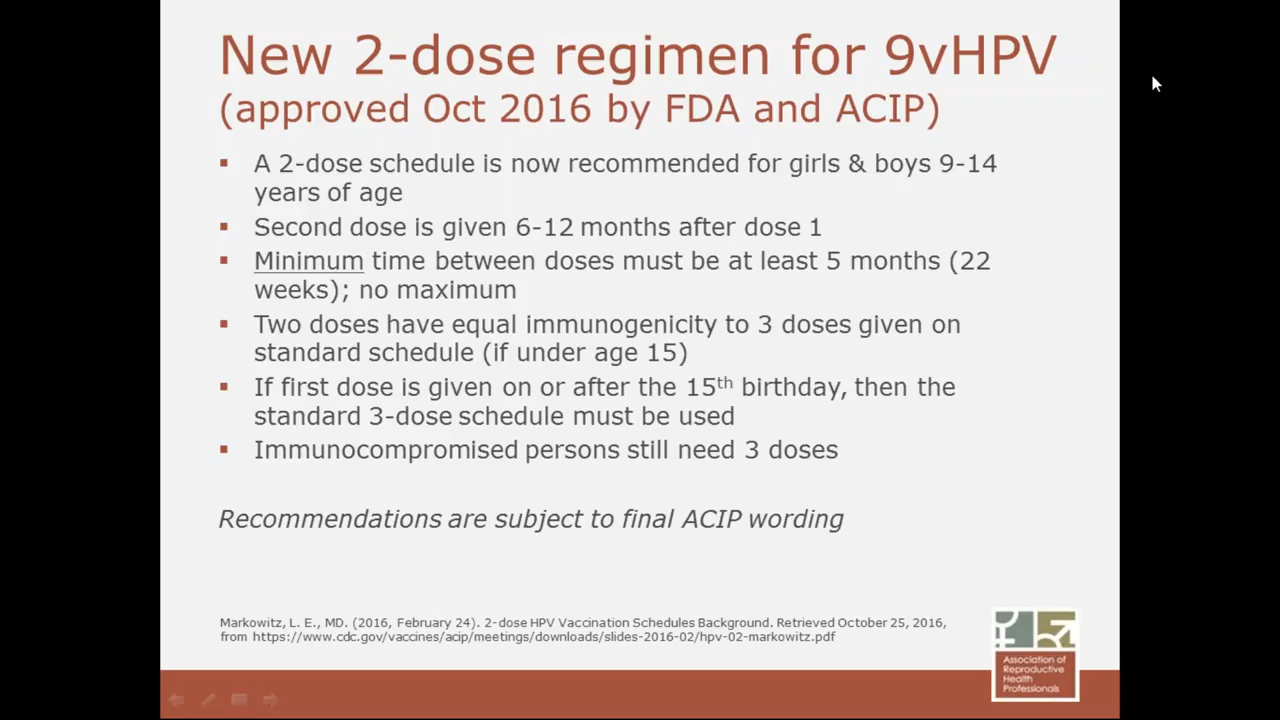 New 2-dose regimen for 9vHPV
(approved Oct 2016 by FDA and ACIP)
▪ A 2-dose schedule is now recommended for girls & boys 9-14
years of age
▪ Second dose is given 6-12 months after dose 1
▪ Minimum time between doses must be at least 5 months (22
weeks); no maximum
▪ Two doses have equal immunogenicity to 3 doses given on
standard schedule (if under age 15)
▪ If first dose is given on or after the 15th birthday, then the
standard 3-dose schedule must be used
▪ Immunocompromised persons still need 3 doses
Recommendations are subject to final ACIP wording
Markowitz, L. E., MD. (2016, February 24). 2-dose HPV Vaccination Schedules Background. Retrieved October 25, 2016,
from https://www.cdc.gov/vaccines/acip/meetings/downloads/slides-2016-02/hpv-02-markowitz.pdf
Association of
Reproductive
Health
Professionals